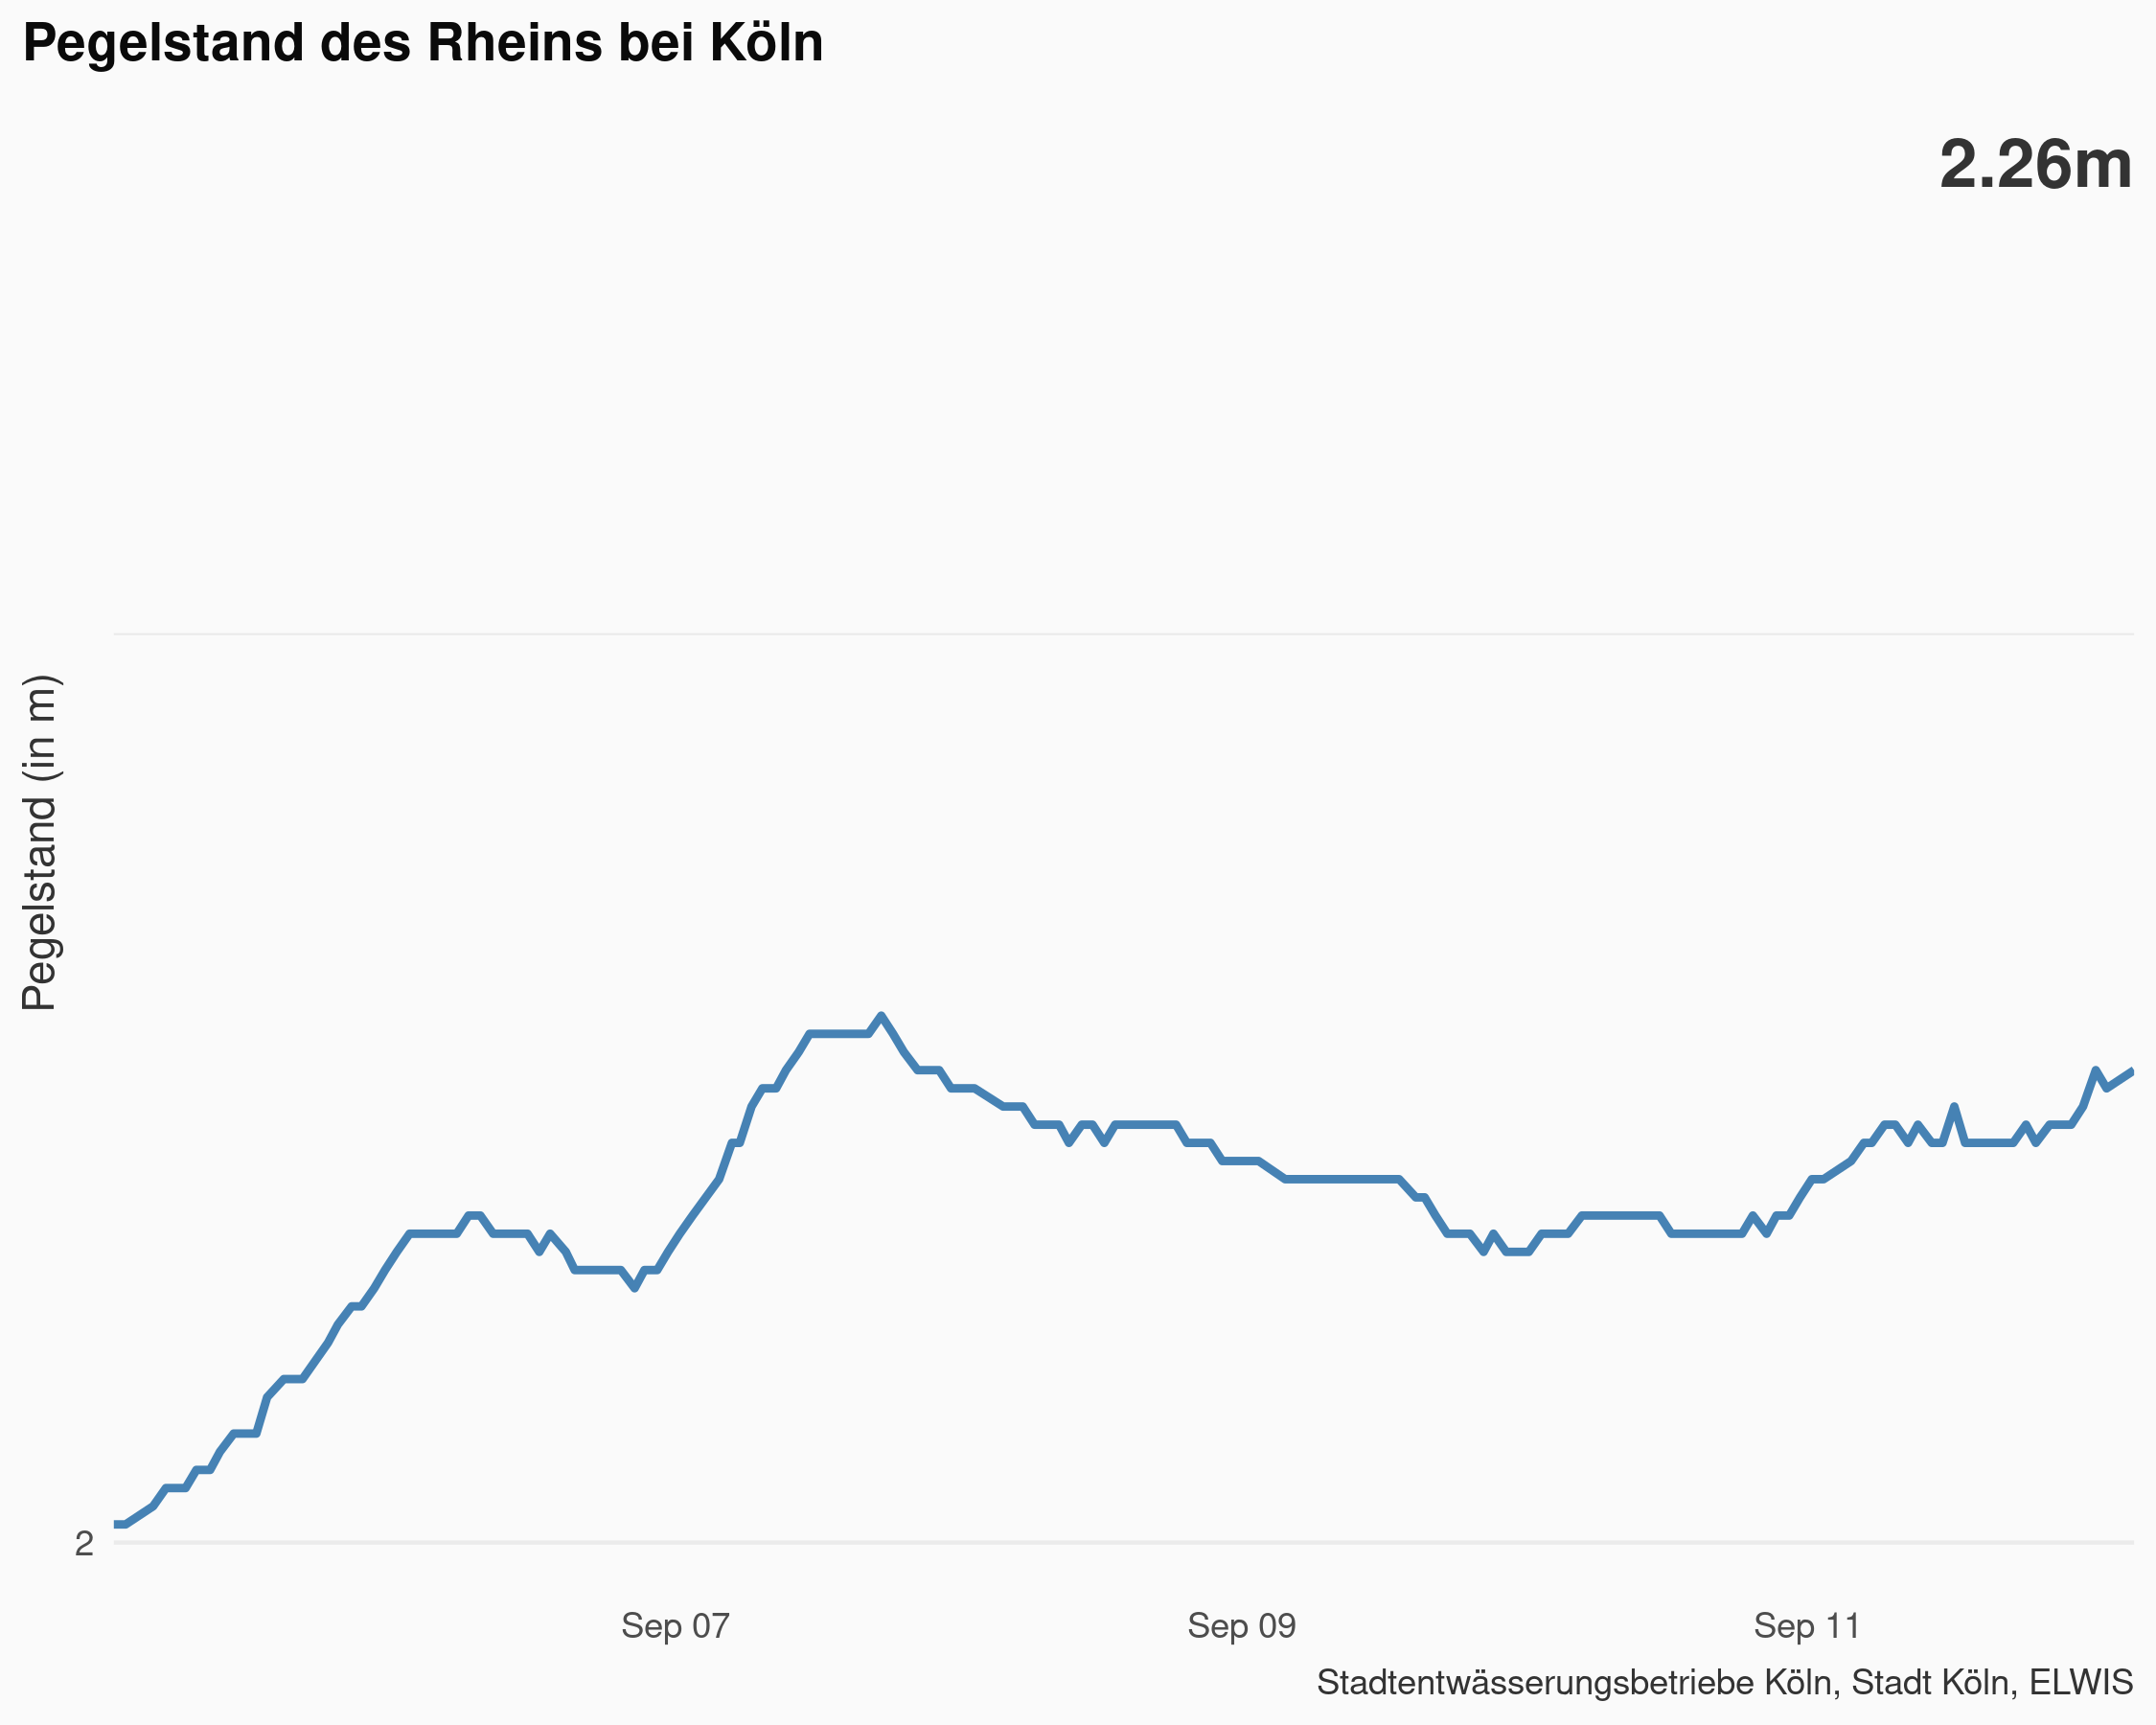 Pegelstand des Rheins bei Köln
2.26m
Pegelstand (in m)
2
Sep 07
Sep 09
Sep 11
Stadtentwässerungsbetriebe Köln, Stadt Köln, ELWIS